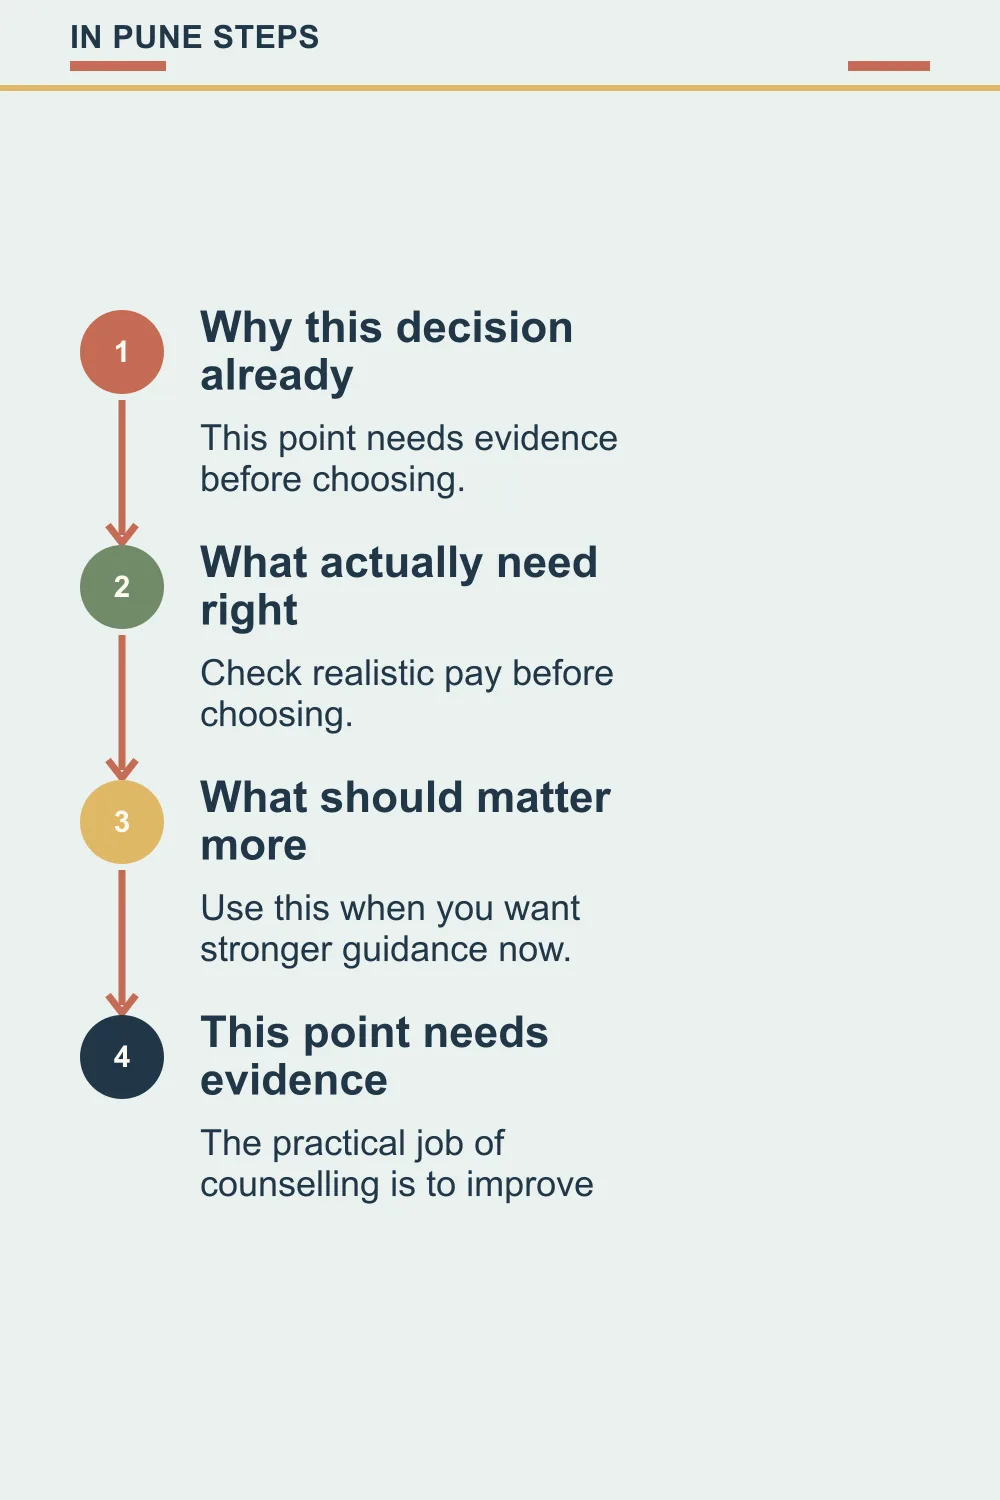 IN PUNE STEPS
1
Why this decision
already
This point needs evidence
before choosing.
2
What actually need
right
Check realistic pay before
choosing.
3
What should matter
more
Use this when you want
stronger guidance now.
4
This point needs
evidence
The practical job of
counselling is to improve